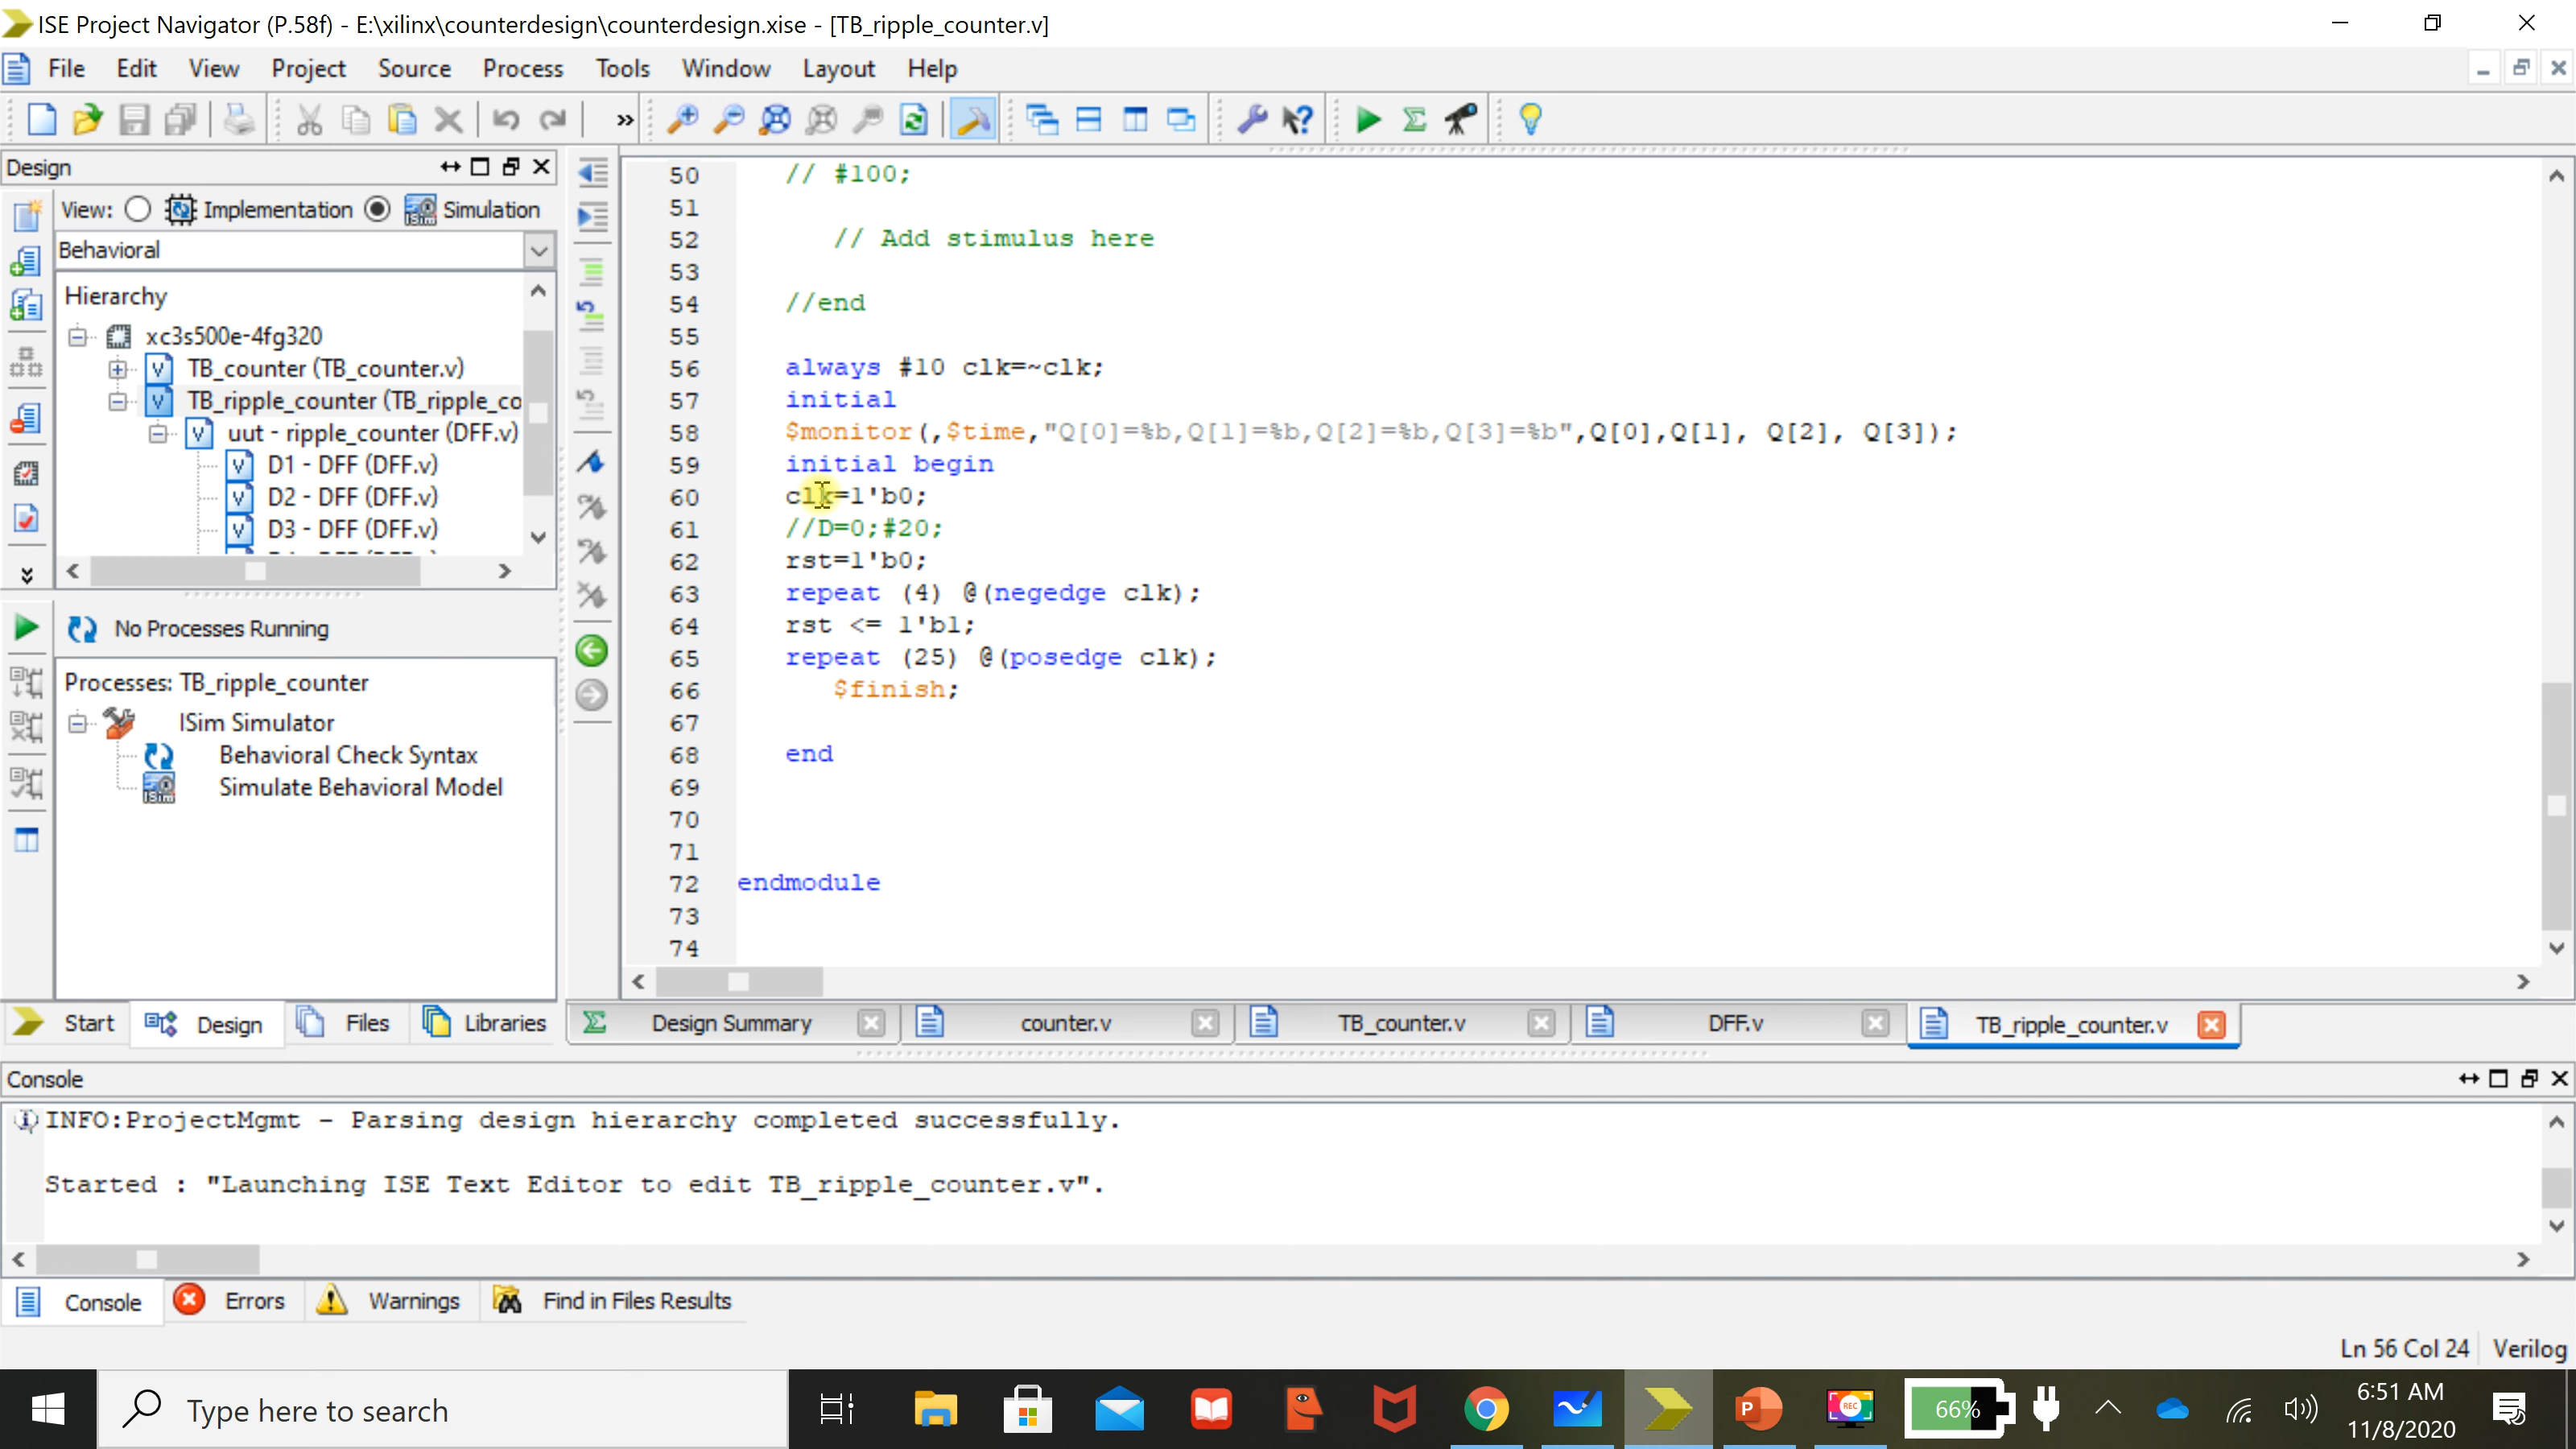 ISE Project Navigator (P.58f) - E:\xilinx\counterdesign\counterdesign.xise - [TB_ripple_counter.v]
File Edit View Project Source Process Tools Window Layout Help
Design
View: Implementation Simulation
Behavioral
Hierarchy
xc3s500e-4fg320
TB_counter (TB_counter.v)
TB_ripple_counter (TB_ripple_co
uut - ripple_counter (DFF.v)
D1 - DFF (DFF.v)
D2 - DFF (DFF.v)
D3 - DFF (DFF.v)
No Processes Running
Processes: TB_ripple_counter
ISim Simulator
Behavioral Check Syntax
Simulate Behavioral Model
Start Design Files Libraries
50 // #100;
51
52 // Add stimulus here
53
54 //end
55
56 always #10 clk=~clk;
57 initial
58 $monitor(,$time,"Q[0]=%b,Q[1]=%b,Q[2]=%b,Q[3]=%b",Q[0],Q[1], Q[2], Q[3]);
59 initial begin
60 clk=1'b0;
61 //D=0;#20;
62 rst=1'b0;
63 repeat (4) @(negedge clk);
64 rst <= 1'b1;
65 repeat (25) @(posedge clk);
66 $finish;
67
68 end
69
70
71
72 endmodule
73
74
Design Summary counter.v TB_counter.v DFF.v TB_ripple_counter.v
Console
INFO:ProjectMgmt - Parsing design hierarchy completed successfully.
Started : "Launching ISE Text Editor to edit TB_ripple_counter.v".
Console Errors Warnings Find in Files Results
Ln 56 Col 24 Verilog
Type here to search
REC
66%
6:51 AM
11/8/2020